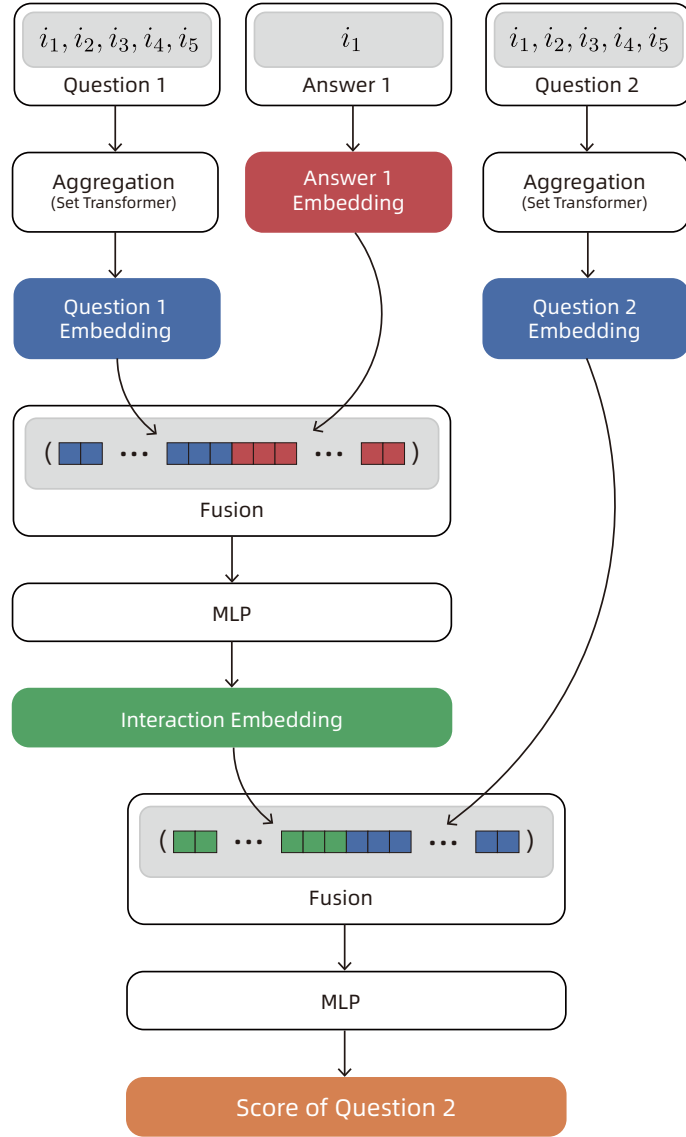 i₁, i₂, i₃, i₄, i₅
Question 1
i₁
Answer 1
i₁, i₂, i₃, i₄, i₅
Question 2
Aggregation
(Set Transformer)
Answer 1
Embedding
Aggregation
(Set Transformer)
Question 1
Embedding
Question 2
Embedding
( ... ... )
Fusion
MLP
Interaction Embedding
( ... ... )
Fusion
MLP
Score of Question 2